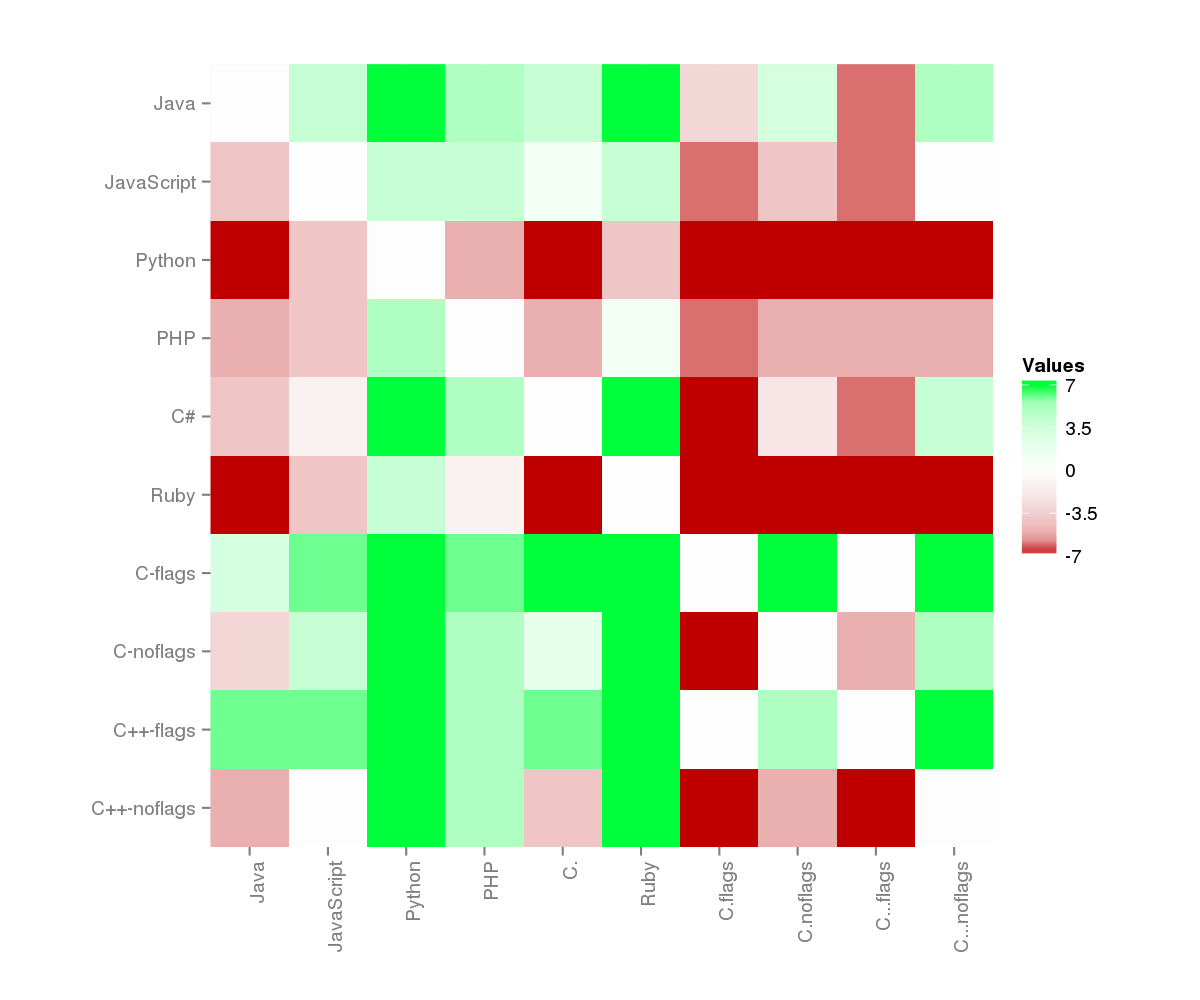 Java
JavaScript
Python
PHP
C#
Ruby
C-flags
C-noflags
C++-flags
C++-noflags
Java
JavaScript
Python
PHP
C.
Ruby
C.flags
C.noflags
C...flags
C...noflags
Values
7
3.5
0
-3.5
-7